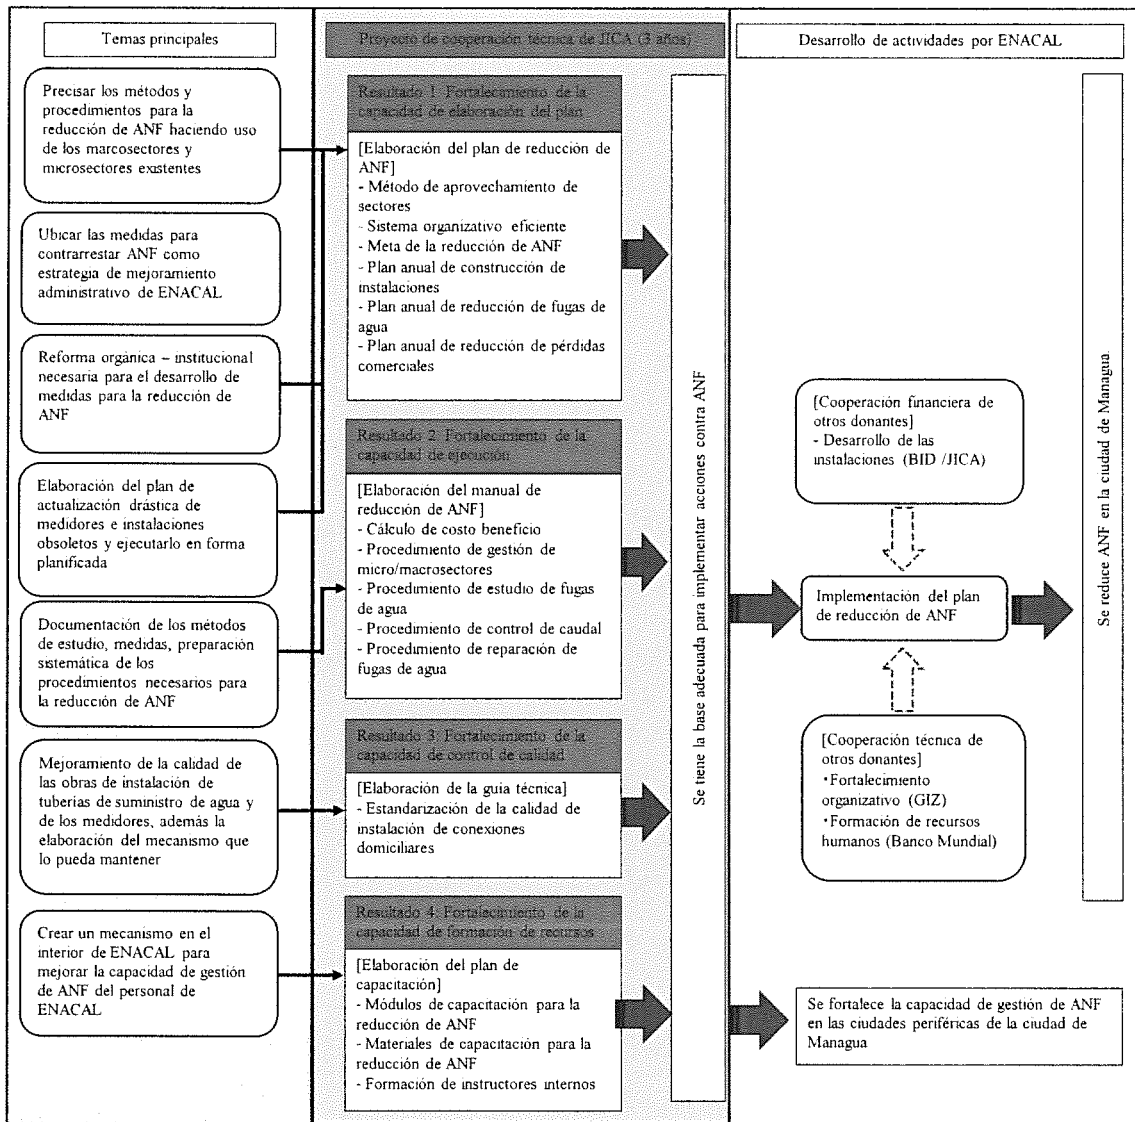 Temas principales
Precisar los métodos y
procedimientos para la
reducción de ANF haciendo uso
de los marcosectores y
microsectores existentes
Ubicar las medidas para
contrarrestar ANF como
estrategia de mejoramiento
administrativo de ENACAL
Reforma orgánica – institucional
necesaria para el desarrollo de
medidas para la reducción de
ANF
Elaboración del plan de
actualización drástica de
medidores e instalaciones
obsoletos y ejecutarlo en forma
planificada
Documentación de los métodos
de estudio, medidas, preparación
sistemática de los
procedimientos necesarios para
la reducción de ANF
Mejoramiento de la calidad de
las obras de instalación de
tuberías de suministro de agua y
de los medidores, además la
elaboración del mecanismo que
lo pueda mantener
Crear un mecanismo en el
interior de ENACAL para
mejorar la capacidad de gestión
de ANF del personal de
ENACAL
Proyecto de cooperación técnica de JICA (3 años)
Resultado 1: Fortalecimiento de la
capacidad de elaboración del plan
[Elaboración del plan de reducción de
ANF]
- Método de aprovechamiento de
sectores
- Sistema organizativo eficiente
- Meta de la reducción de ANF
- Plan anual de construcción de
instalaciones
- Plan anual de reducción de fugas de
agua
- Plan anual de reducción de pérdidas
comerciales
Resultado 2: Fortalecimiento de la
capacidad de ejecución
[Elaboración del manual de
reducción de ANF]
- Cálculo de costo beneficio
- Procedimiento de gestión de
micro/macrosectores
- Procedimiento de estudio de fugas
de agua
- Procedimiento de control de caudal
- Procedimiento de reparación de
fugas de agua
Resultado 3: Fortalecimiento de la
capacidad de control de calidad
[Elaboración de la guía técnica]
- Estandarización de la calidad de
instalación de conexiones
domiciliares
Resultado 4: Fortalecimiento de la
capacidad de formación de recursos
[Elaboración del plan de
capacitación]
- Módulos de capacitación para la
reducción de ANF
- Materiales de capacitación para la
reducción de ANF
- Formación de instructores internos
Se tiene la base adecuada para implementar acciones contra ANF
Desarrollo de actividades por ENACAL
[Cooperación financiera de
otros donantes]
- Desarrollo de las
instalaciones (BID /JICA)
Implementación del plan
de reducción de ANF
[Cooperación técnica de
otros donantes]
・Fortalecimiento
organizativo (GIZ)
・Formación de recursos
humanos (Banco Mundial)
Se reduce ANF en la ciudad de Managua.
Se fortalece la capacidad de gestión de ANF
en las ciudades periféricas de la ciudad de
Managua